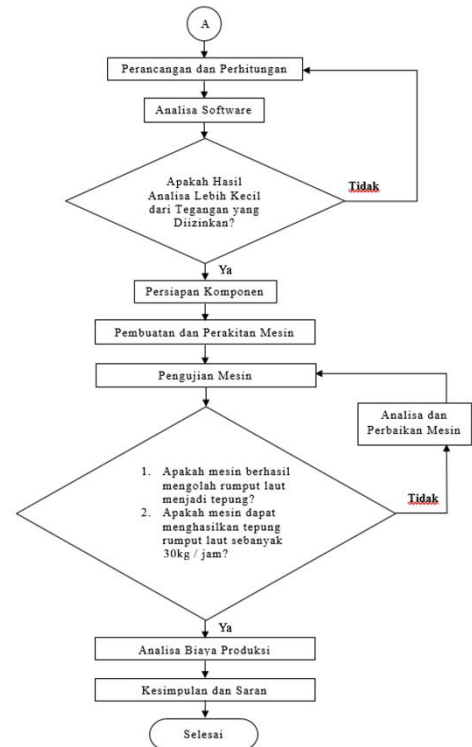 A
Perancangan dan Perhitungan
Analisa Software
Apakah Hasil
Analisa Lebih Kecil
dari Tegangan yang
Diizinkan?
Tidak
Ya
Persiapan Komponen
Pembuatan dan Perakitan Mesin
Pengujian Mesin
Analisa dan
Perbaikan Mesin
1. Apakah mesin berhasil
mengolah rumput laut
menjadi tepung?
2. Apakah mesin dapat
menghasilkan tepung
rumput laut sebanyak
30kg / jam?
Tidak
Ya
Analisa Biaya Produksi
Kesimpulan dan Saran
Selesai